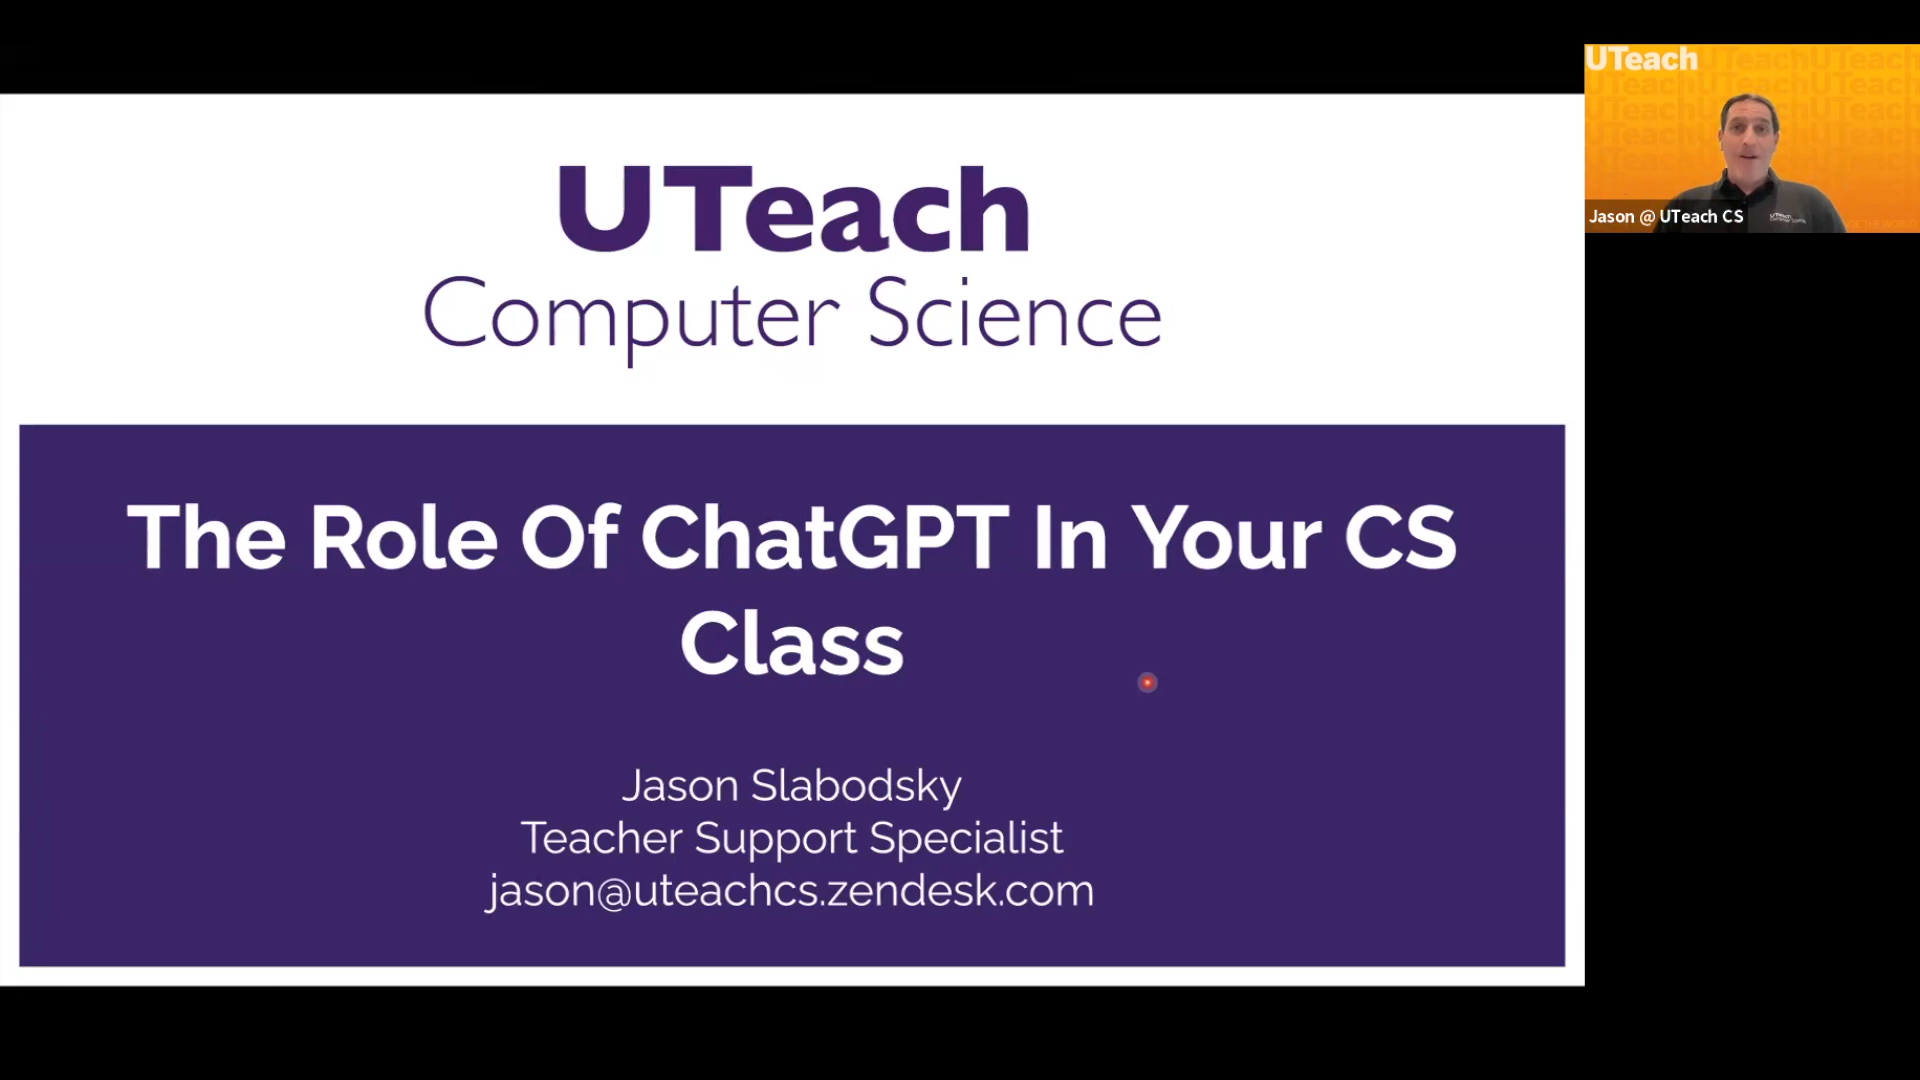 UTeach
Computer Science
The Role Of ChatGPT In Your CS
Class
Jason Slabodsky
Teacher Support Specialist
jason@uteachcs.zendesk.com
UTeach
Jason @ UTeach CS